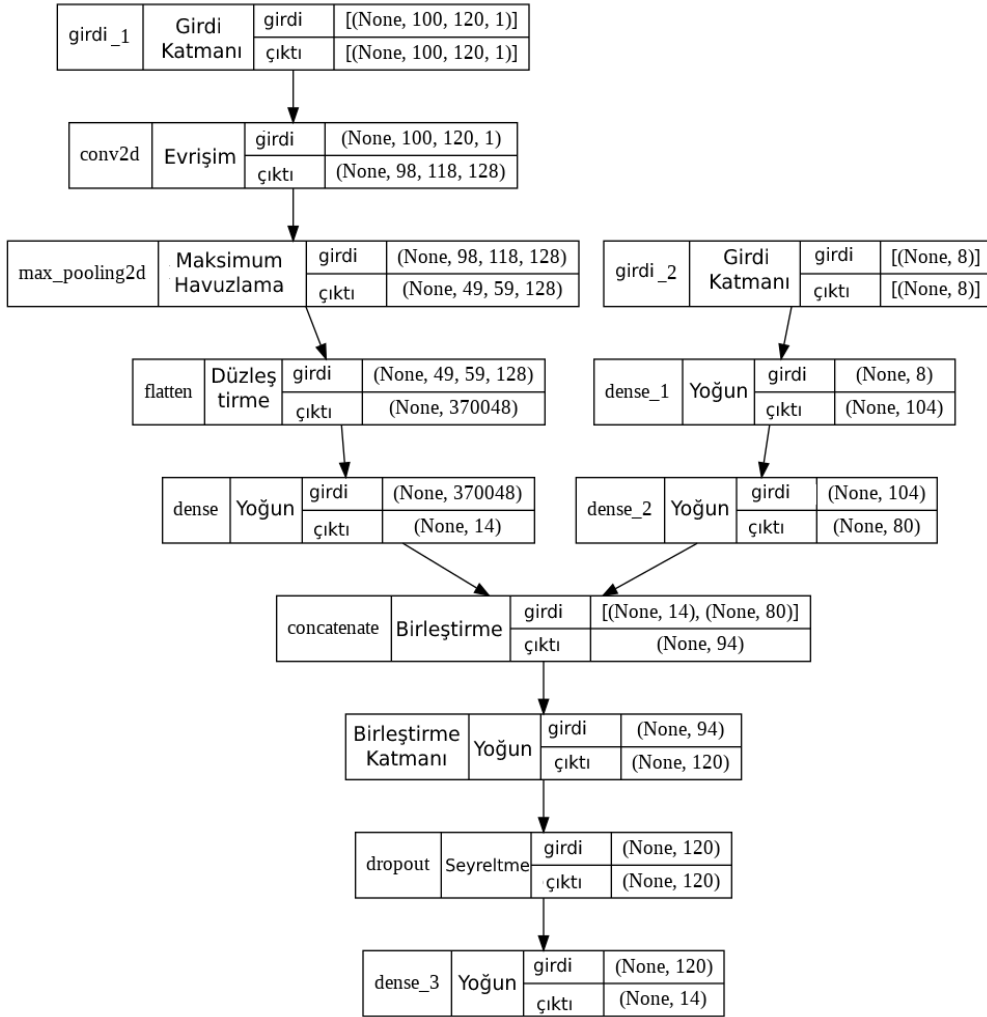 girdi _1
Girdi
Katmanı
girdi
[(None, 100, 120, 1)]
çıktı
[(None, 100, 120, 1)]
conv2d
Evrişim
girdi
(None, 100, 120, 1)
çıktı
(None, 98, 118, 128)
max_pooling2d
Maksimum
Havuzlama
girdi
(None, 98, 118, 128)
çıktı
(None, 49, 59, 128)
girdi _2
Girdi
Katmanı
girdi
[(None, 8)]
çıktı
[(None, 8)]
flatten
Düzleş
tirme
girdi
(None, 49, 59, 128)
çıktı
(None, 370048)
dense_1
Yoğun
girdi
(None, 8)
çıktı
(None, 104)
dense
Yoğun
girdi
(None, 370048)
çıktı
(None, 14)
dense_2
Yoğun
girdi
(None, 104)
çıktı
(None, 80)
concatenate
Birleştirme
girdi
[(None, 14), (None, 80)]
çıktı
(None, 94)
Birleştirme
Katmanı
Yoğun
girdi
(None, 94)
çıktı
(None, 120)
dropout
Seyreltme
girdi
(None, 120)
çıktı
(None, 120)
dense_3
Yoğun
girdi
(None, 120)
çıktı
(None, 14)